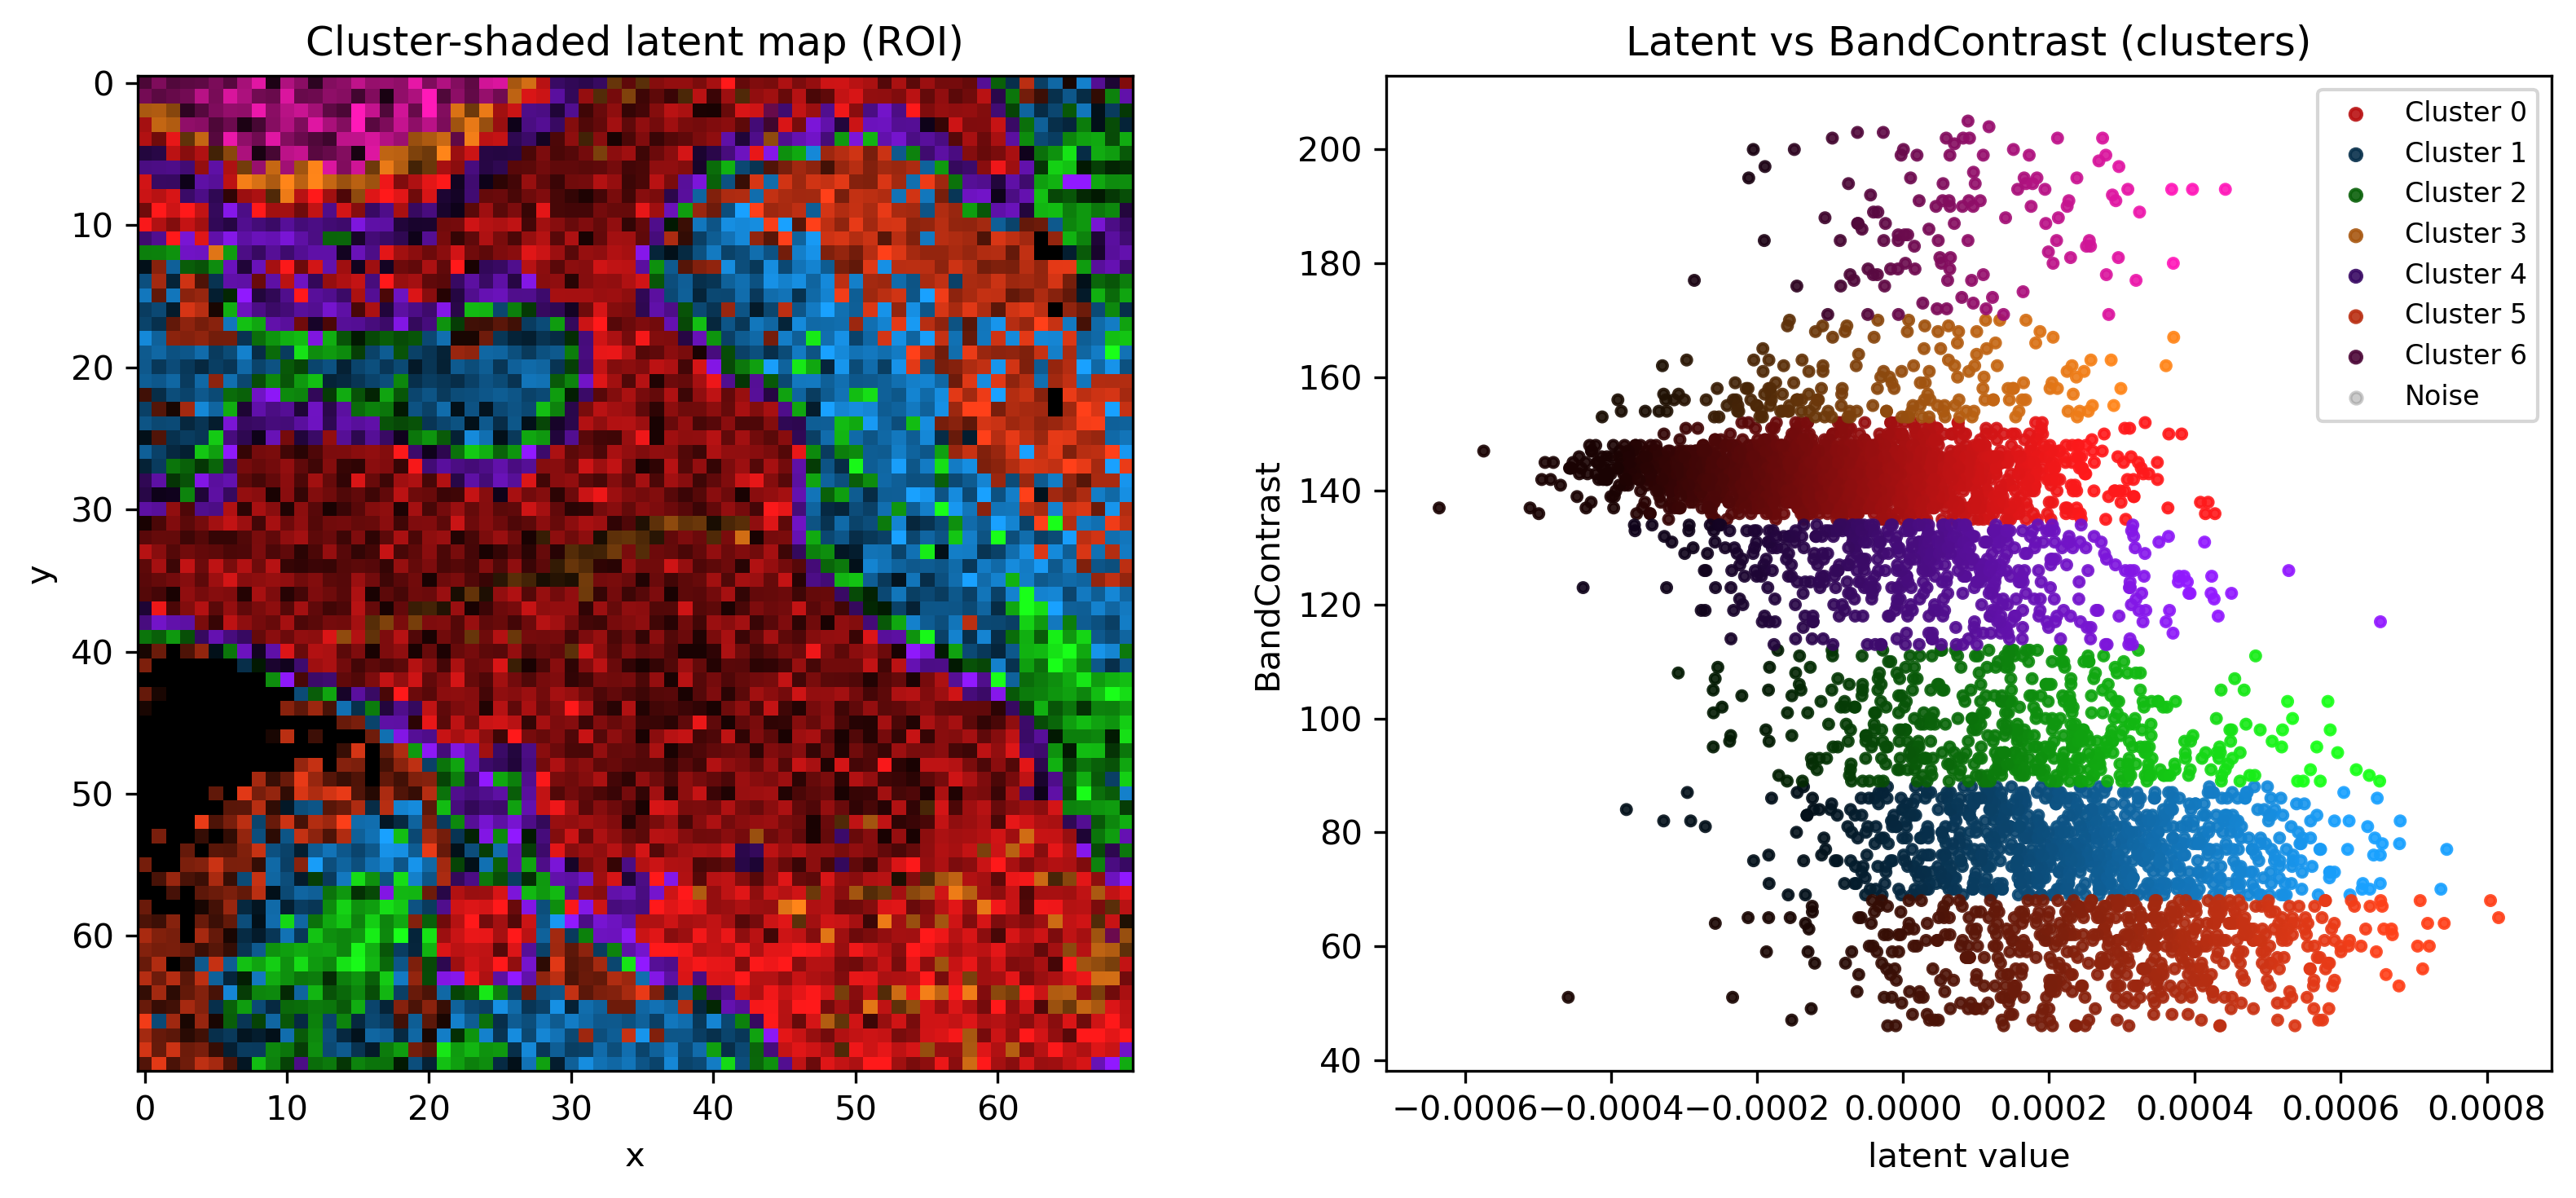 Cluster-shaded latent map (ROI)
0
10
20
30
40
50
60
y
0 10 20 30 40 50 60
x
Latent vs BandContrast (clusters)
200
180
160
140
120
100
80
60
40
BandContrast
−0.0006 −0.0004 −0.0002 0.0000 0.0002 0.0004 0.0006 0.0008
latent value
Cluster 0
Cluster 1
Cluster 2
Cluster 3
Cluster 4
Cluster 5
Cluster 6
Noise